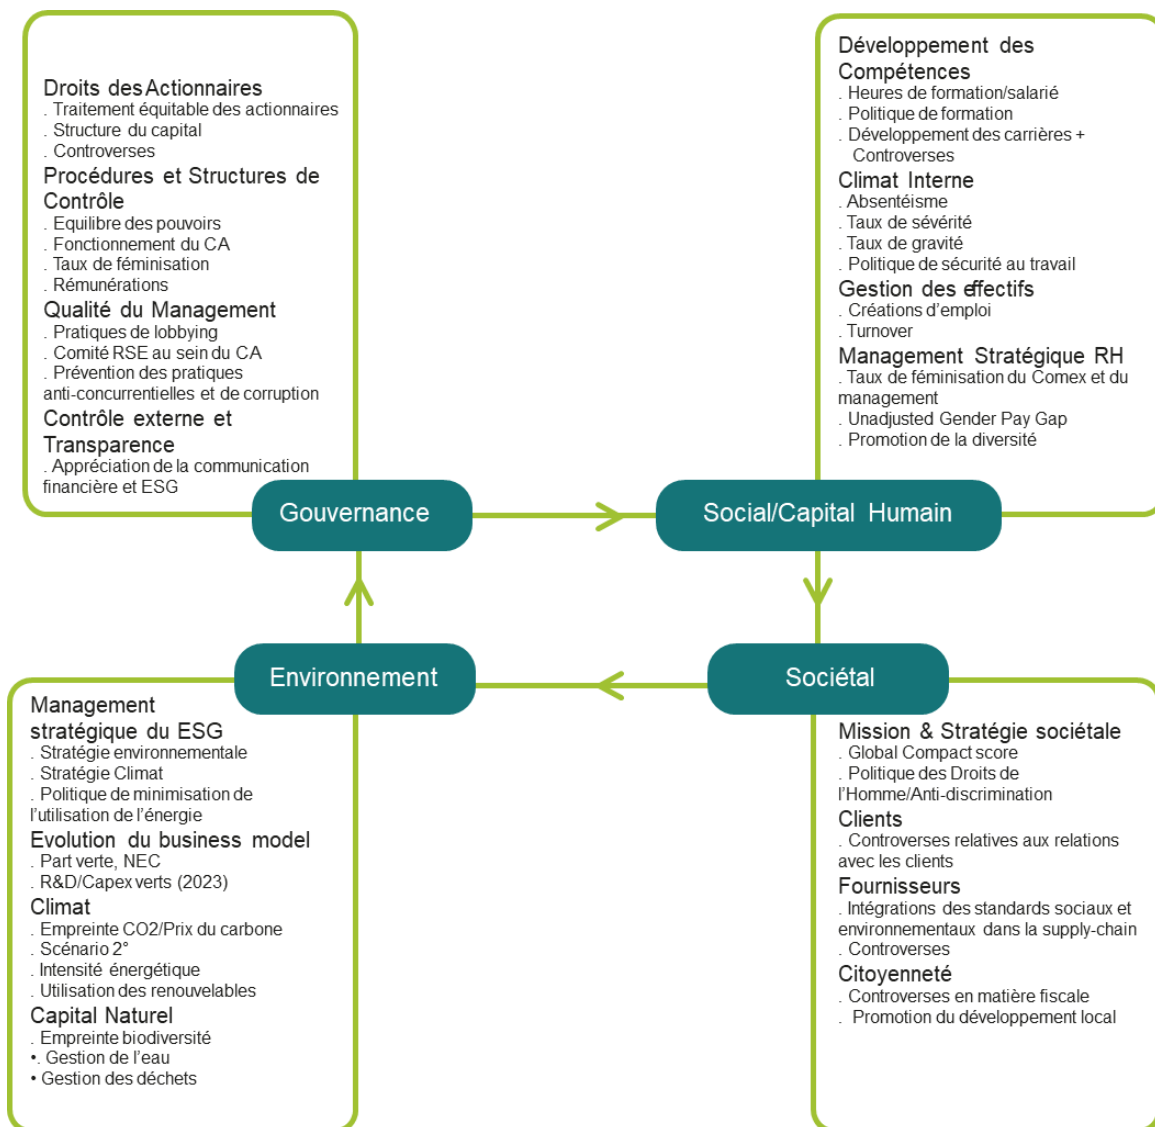 Droits des Actionnaires
. Traitement équitable des actionnaires
. Structure du capital
. Controverses
Procédures et Structures de
Contrôle
. Equilibre des pouvoirs
. Fonctionnement du CA
. Taux de féminisation
. Rémunérations
Qualité du Management
. Pratiques de lobbying
. Comité RSE au sein du CA
. Prévention des pratiques
anti-concurrentielles et de corruption
Contrôle externe et
Transparence
. Appréciation de la communication
financière et ESG
Gouvernance
Développement des
Compétences
. Heures de formation/salarié
. Politique de formation
. Développement des carrières +
Controverses
Climat Interne
. Absentéisme
. Taux de sévérité
. Taux de gravité
. Politique de sécurité au travail
Gestion des effectifs
. Créations d’emploi
. Turnover
Management Stratégique RH
. Taux de féminisation du Comex et du
management
. Unadjusted Gender Pay Gap
. Promotion de la diversité
Social/Capital Humain
Environnement
Management
stratégique du ESG
. Stratégie environnementale
. Stratégie Climat
. Politique de minimisation de
l’utilisation de l’énergie
Evolution du business model
. Part verte, NEC
. R&D/Capex verts (2023)
Climat
. Empreinte CO2/Prix du carbone
. Scénario 2°
. Intensité énergétique
. Utilisation des renouvelables
Capital Naturel
. Empreinte biodiversité
•. Gestion de l’eau
• Gestion des déchets
Sociétal
Mission & Stratégie sociétale
. Global Compact score
. Politique des Droits de
l’Homme/Anti-discrimination
Clients
. Controverses relatives aux relations
avec les clients
Fournisseurs
. Intégrations des standards sociaux et
environnementaux dans la supply-chain
. Controverses
Citoyenneté
. Controverses en matière fiscale
. Promotion du développement local